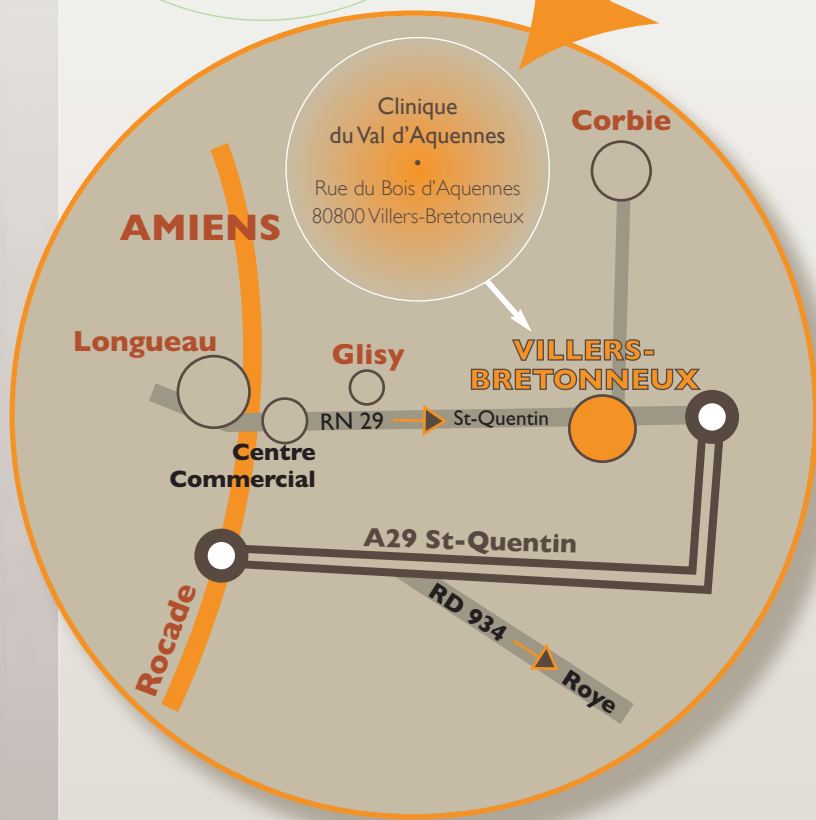 Clinique
du Val d'Aquennes
•
Rue du Bois d'Aquennes
80800 Villers-Bretonneux
Corbie
AMIENS
Longueau
Glisy
VILLERS-
BRETONNEUX
RN 29
St-Quentin
Centre
Commercial
A29 St-Quentin
Rocade
RD 934
Roye